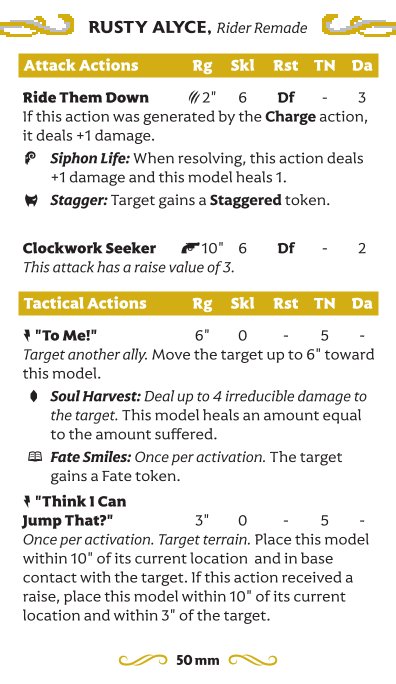 RUSTY ALYCE, Rider Remade
Attack Actions Rg Skl Rst TN Da
Ride Them Down 2" 6 Df - 3
If this action was generated by the Charge action,
it deals +1 damage.
Siphon Life: When resolving, this action deals
+1 damage and this model heals 1.
Stagger: Target gains a Staggered token.
Clockwork Seeker 10" 6 Df - 2
This attack has a raise value of 3.
Tactical Actions Rg Skl Rst TN Da
"To Me!" 6" 0 - 5 -
Target another ally. Move the target up to 6" toward
this model.
Soul Harvest: Deal up to 4 irreducible damage to
the target. This model heals an amount equal
to the amount suffered.
Fate Smiles: Once per activation. The target
gains a Fate token.
"Think I Can
Jump That?" 3" 0 - 5 -
Once per activation. Target terrain. Place this model
within 10" of its current location and in base
contact with the target. If this action received a
raise, place this model within 10" of its current
location and within 3" of the target.
50 mm